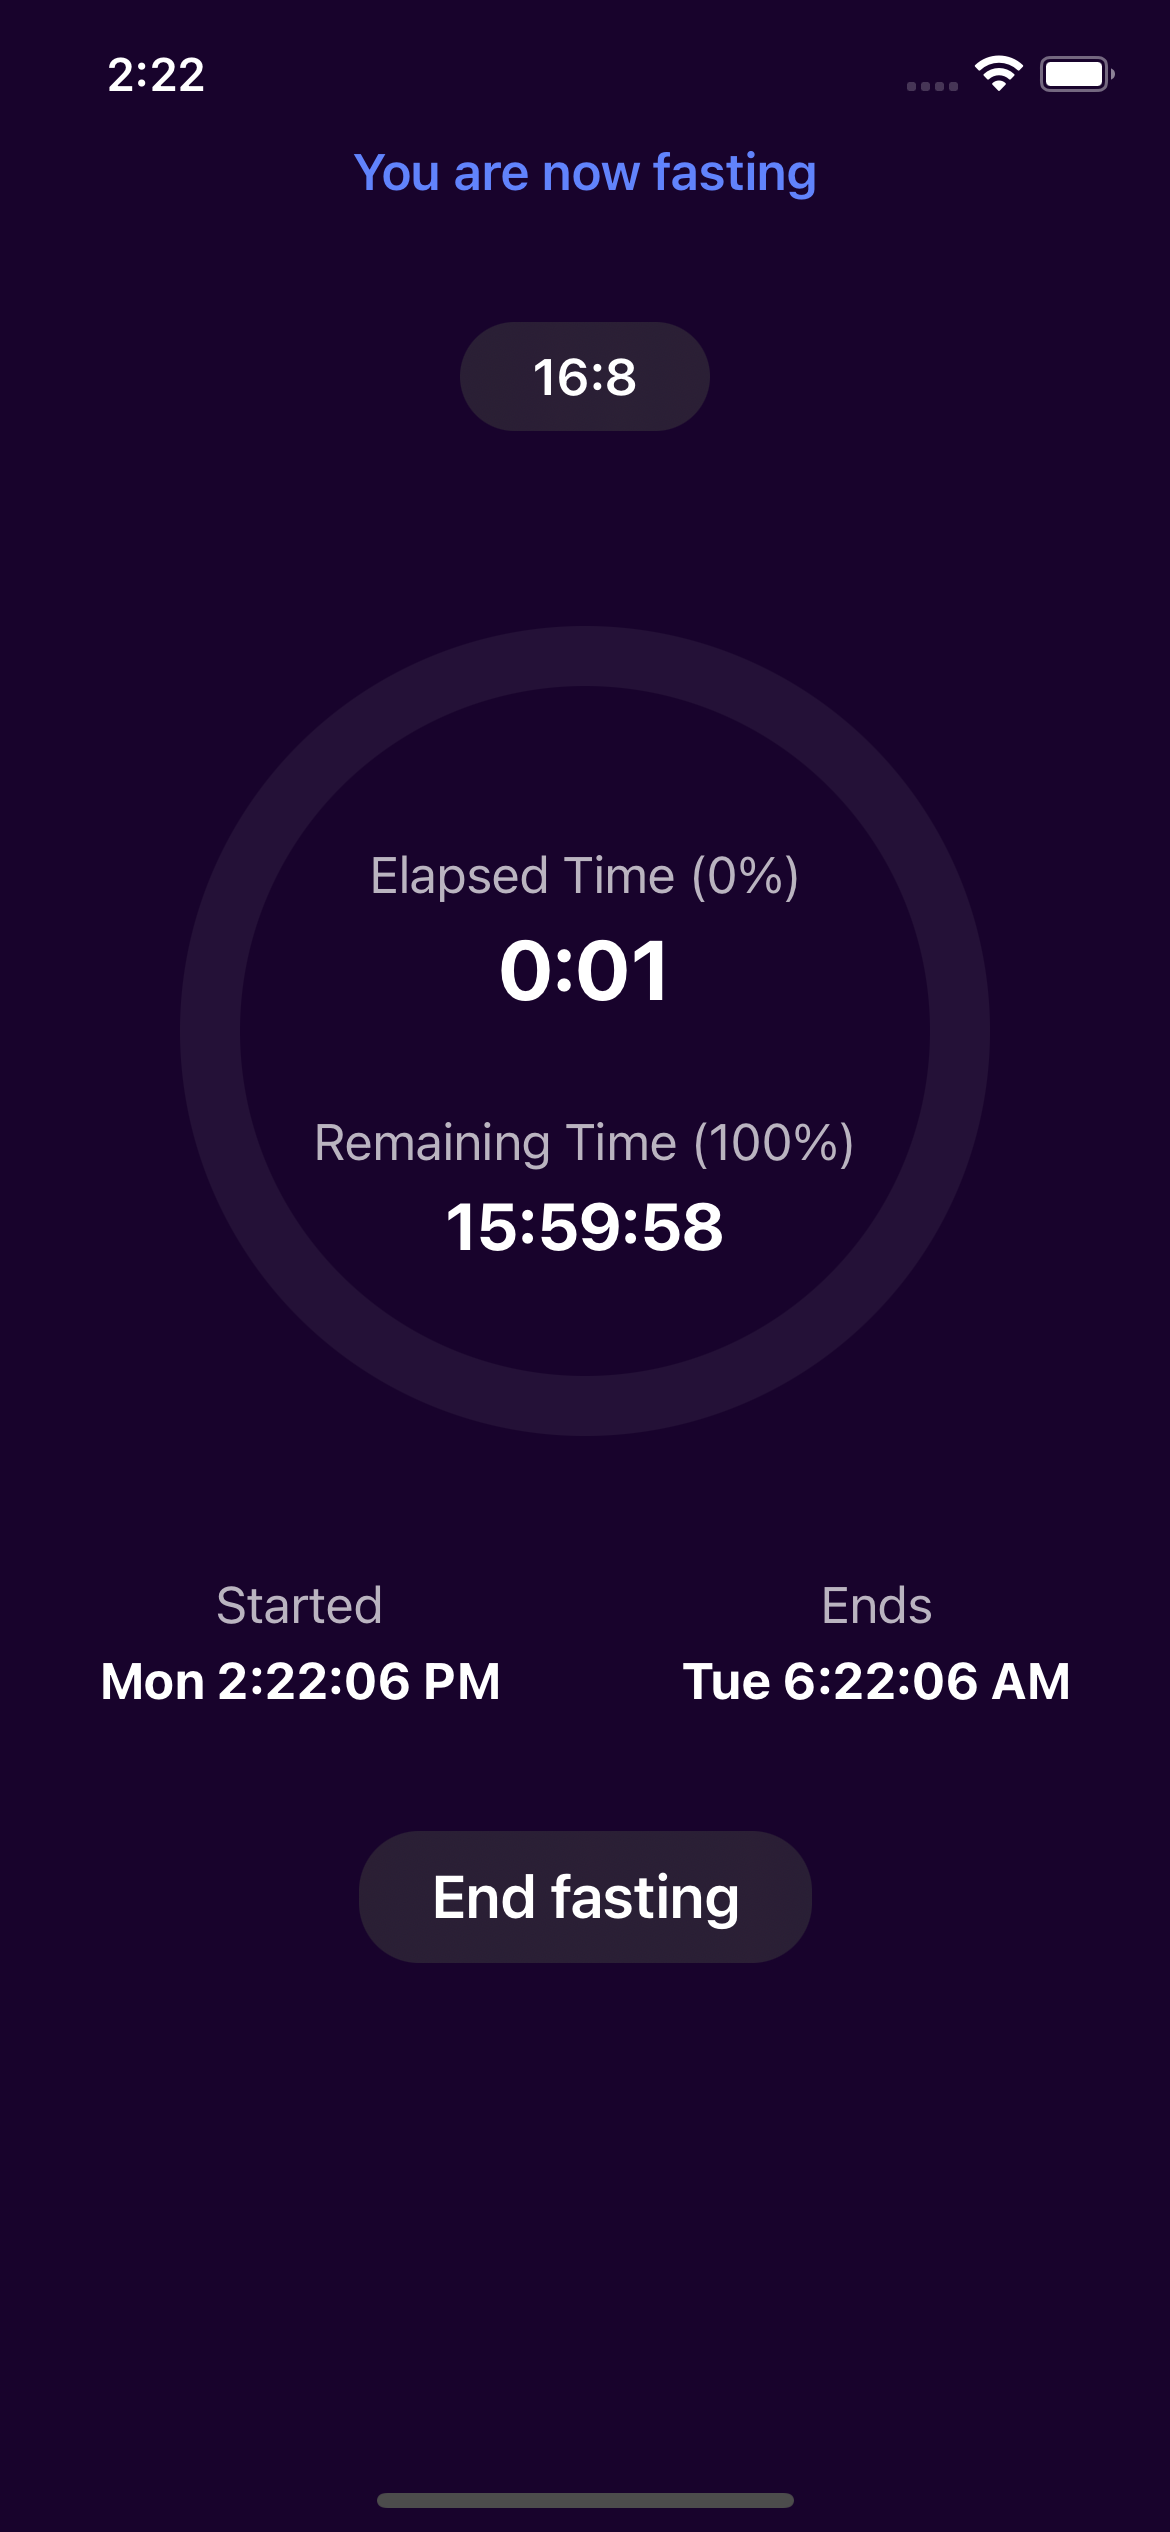 2:22
You are now fasting
16:8
Elapsed Time (0%)
0:01
Remaining Time (100%)
15:59:58
Started
Mon 2:22:06 PM
Ends
Tue 6:22:06 AM
End fasting